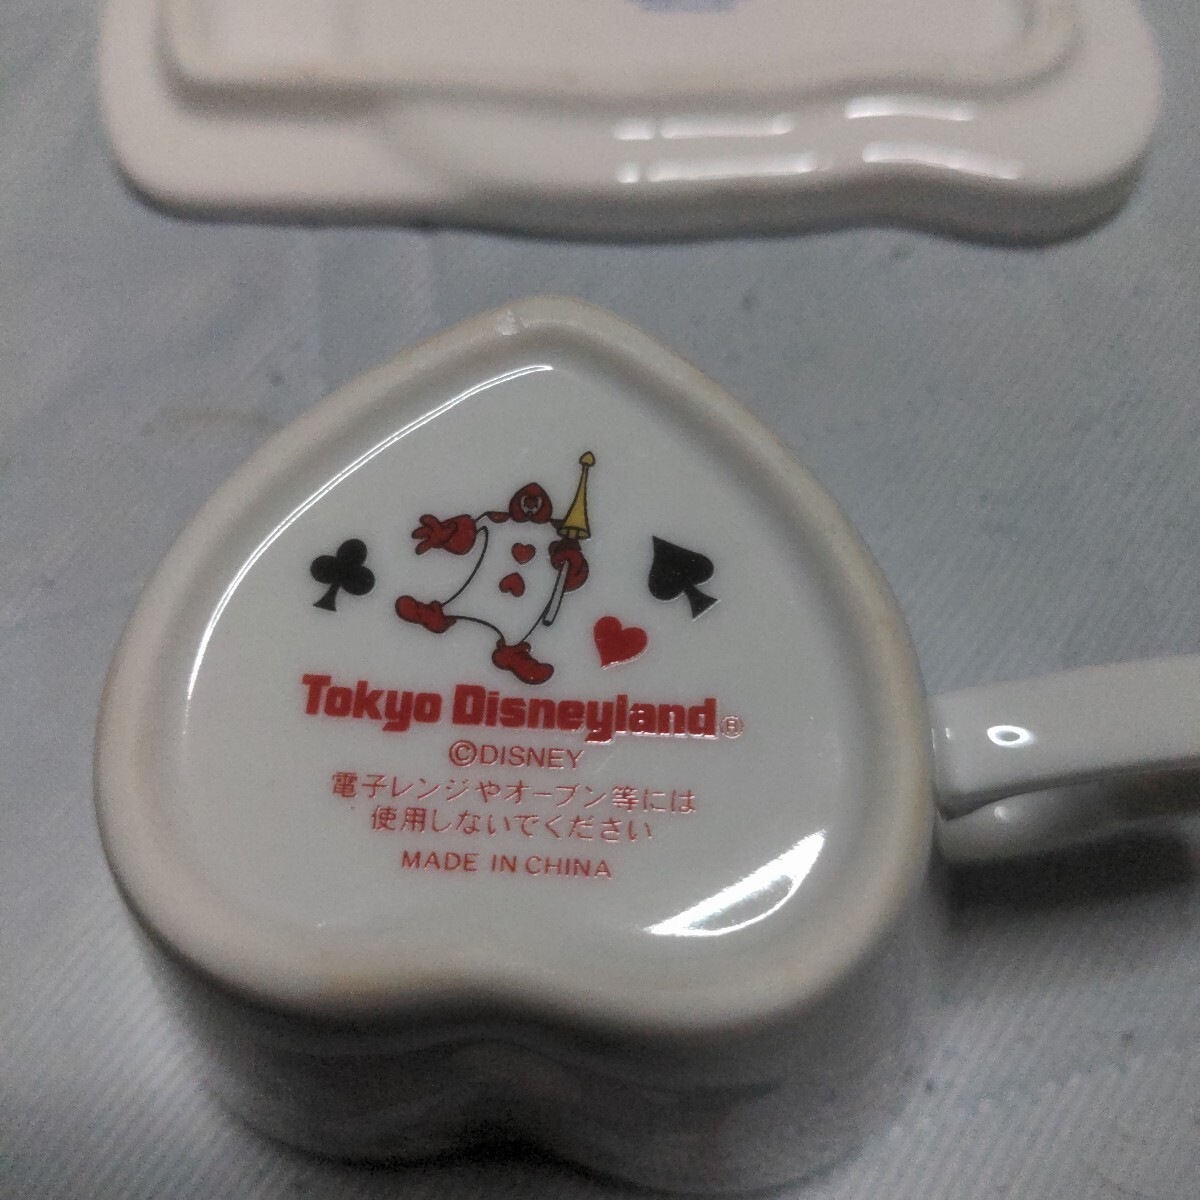 Tokyo Disneyland®
©DISNEY
電子レンジやオーブン等には
使用しないでください
MADE IN CHINA